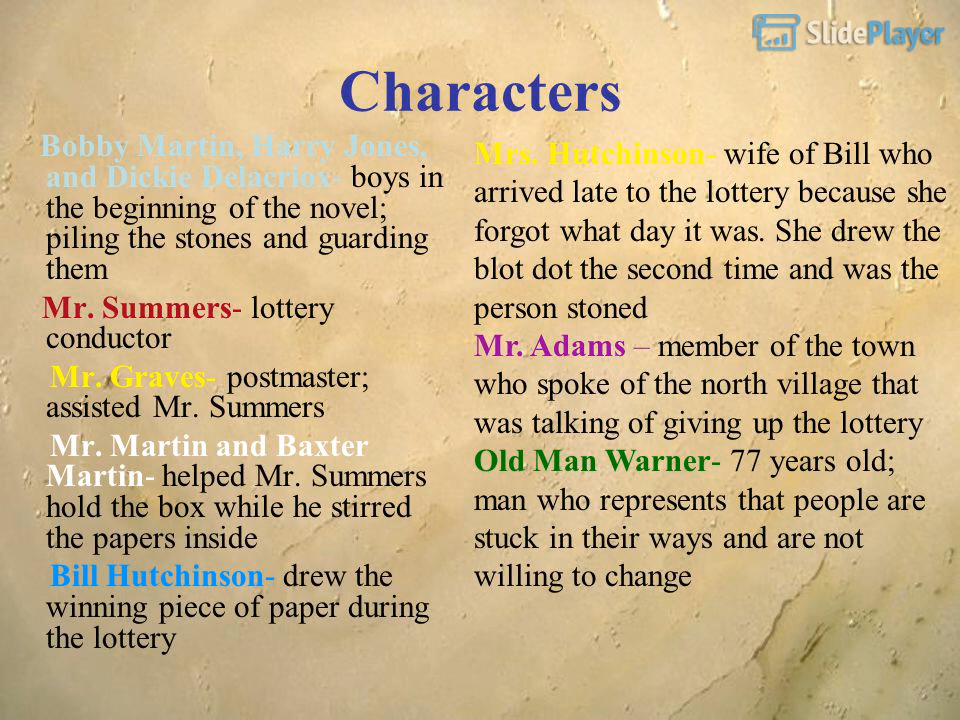 SlidePlayer
Characters
Bobby Martin, Harry Jones,
and Dickie Delacriox- boys in
the beginning of the novel;
piling the stones and guarding
them
Mr. Summers- lottery
conductor
Mr. Graves- postmaster;
assisted Mr. Summers
Mr. Martin and Baxter
Martin- helped Mr. Summers
hold the box while he stirred
the papers inside
Bill Hutchinson- drew the
winning piece of paper during
the lottery
Mrs. Hutchinson- wife of Bill who
arrived late to the lottery because she
forgot what day it was. She drew the
blot dot the second time and was the
person stoned
Mr. Adams – member of the town
who spoke of the north village that
was talking of giving up the lottery
Old Man Warner- 77 years old;
man who represents that people are
stuck in their ways and are not
willing to change